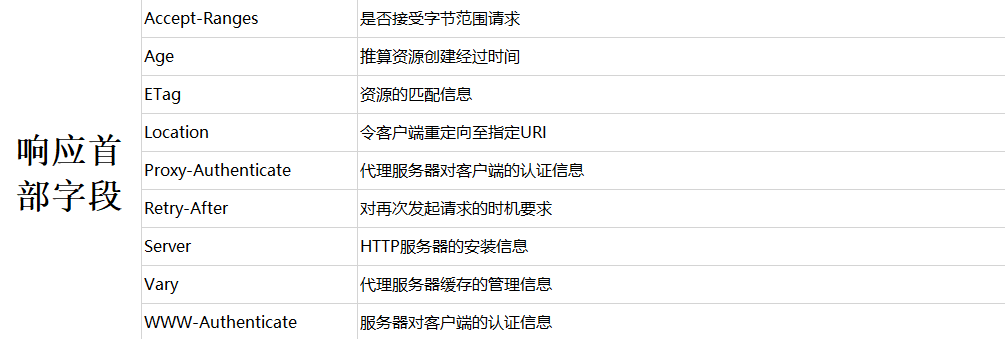 响应首
部字段
Accept-Ranges 是否接受字节范围请求
Age 推算资源创建经过时间
ETag 资源的匹配信息
Location 令客户端重定向至指定URI
Proxy-Authenticate 代理服务器对客户端的认证信息
Retry-After 对再次发起请求的时机要求
Server HTTP服务器的安装信息
Vary 代理服务器缓存的管理信息
WWW-Authenticate 服务器对客户端的认证信息